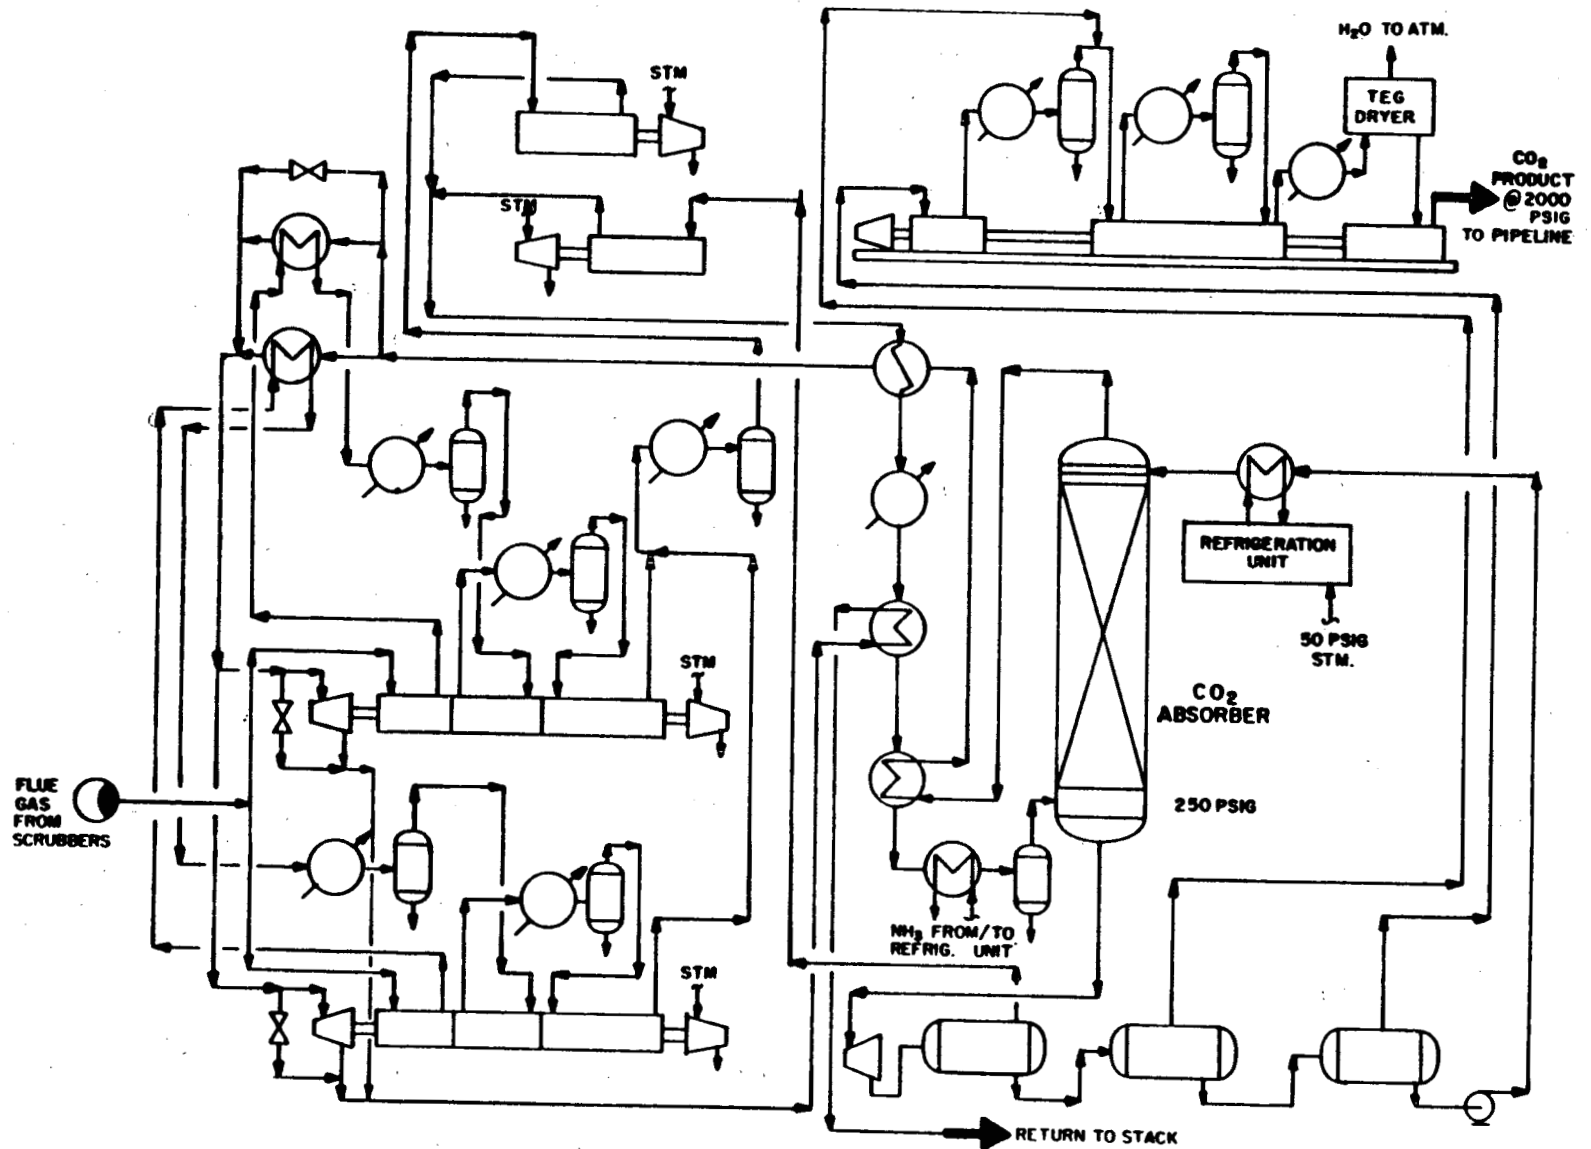 H₂O TO ATM.
STM
TEG
DRYER
CO₂
PRODUCT
@ 2000
PSIG
TO PIPELINE
STM
REFRIGERATION
UNIT
50 PSIG
STM.
STM
CO₂
ABSORBER
FLUE
GAS
FROM
SCRUBBERS
250 PSIG
NH₃ FROM/TO
REFRIG. UNIT
STM
RETURN TO STACK